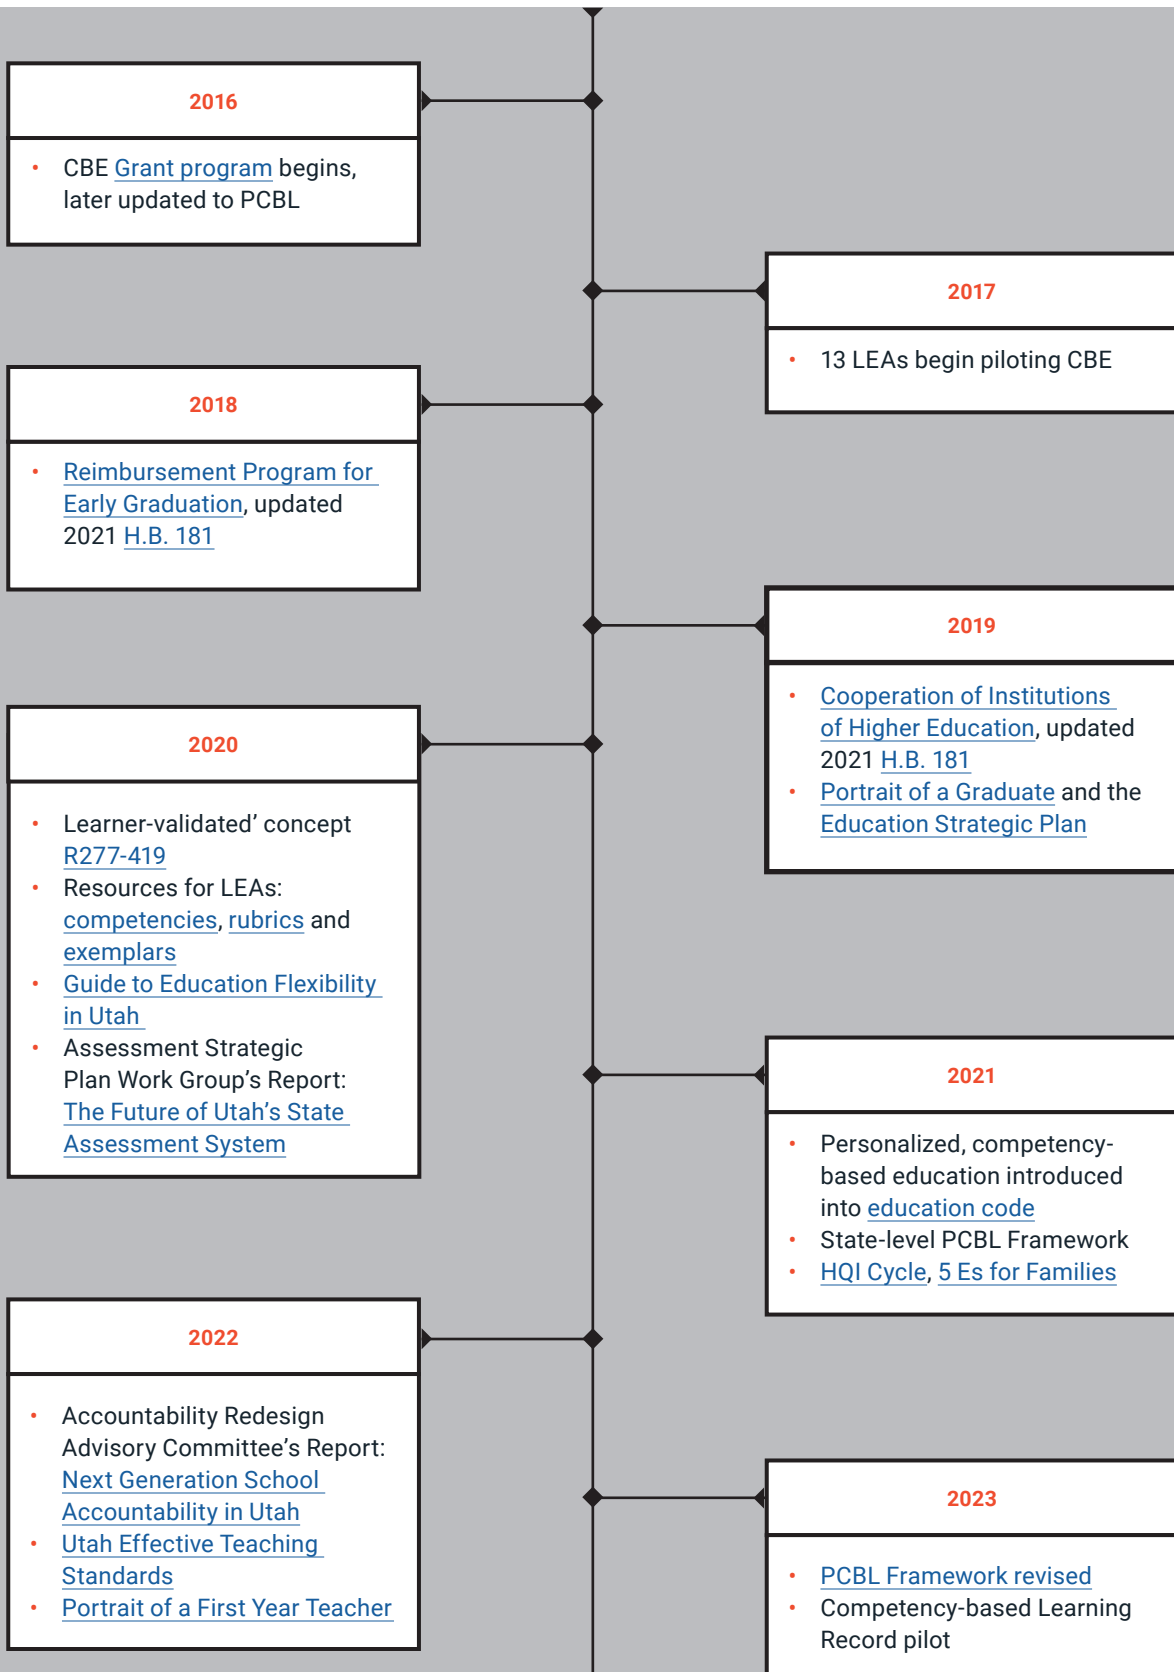 2016
• CBE Grant program begins,
later updated to PCBL
2017
• 13 LEAs begin piloting CBE
2018
• Reimbursement Program for
Early Graduation, updated
2021 H.B. 181
2019
• Cooperation of Institutions
of Higher Education, updated
2021 H.B. 181
• Portrait of a Graduate and the
Education Strategic Plan
2020
• Learner-validated’ concept
R277-419
• Resources for LEAs:
competencies, rubrics and
exemplars
• Guide to Education Flexibility
in Utah
• Assessment Strategic
Plan Work Group’s Report:
The Future of Utah’s State
Assessment System
2021
• Personalized, competency-
based education introduced
into education code
• State-level PCBL Framework
• HQI Cycle, 5 Es for Families
2022
• Accountability Redesign
Advisory Committee’s Report:
Next Generation School
Accountability in Utah
• Utah Effective Teaching
Standards
• Portrait of a First Year Teacher
2023
• PCBL Framework revised
• Competency-based Learning
Record pilot